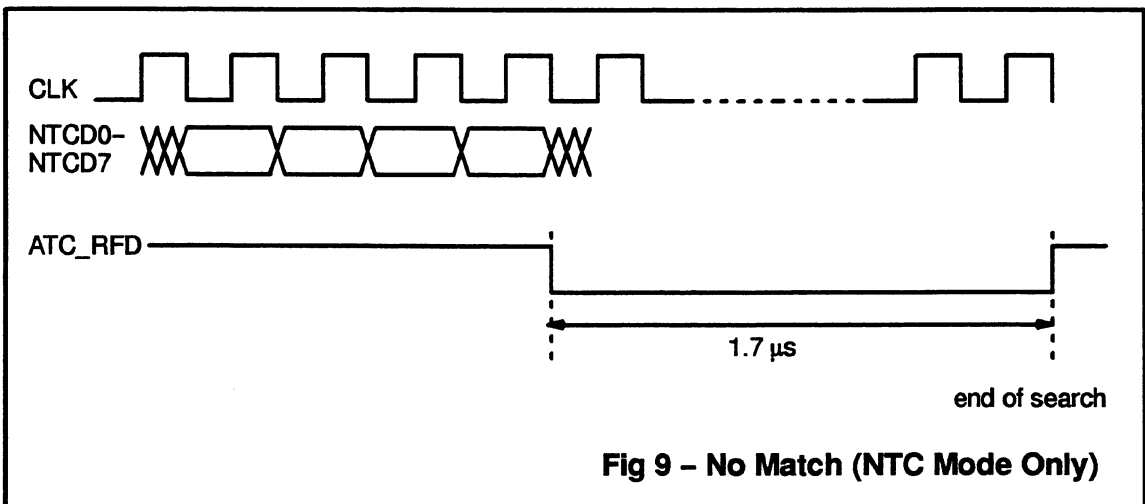 CLK
NTCD0–
NTCD7
ATC_RFD
1.7 µs
end of search
Fig 9 – No Match (NTC Mode Only)